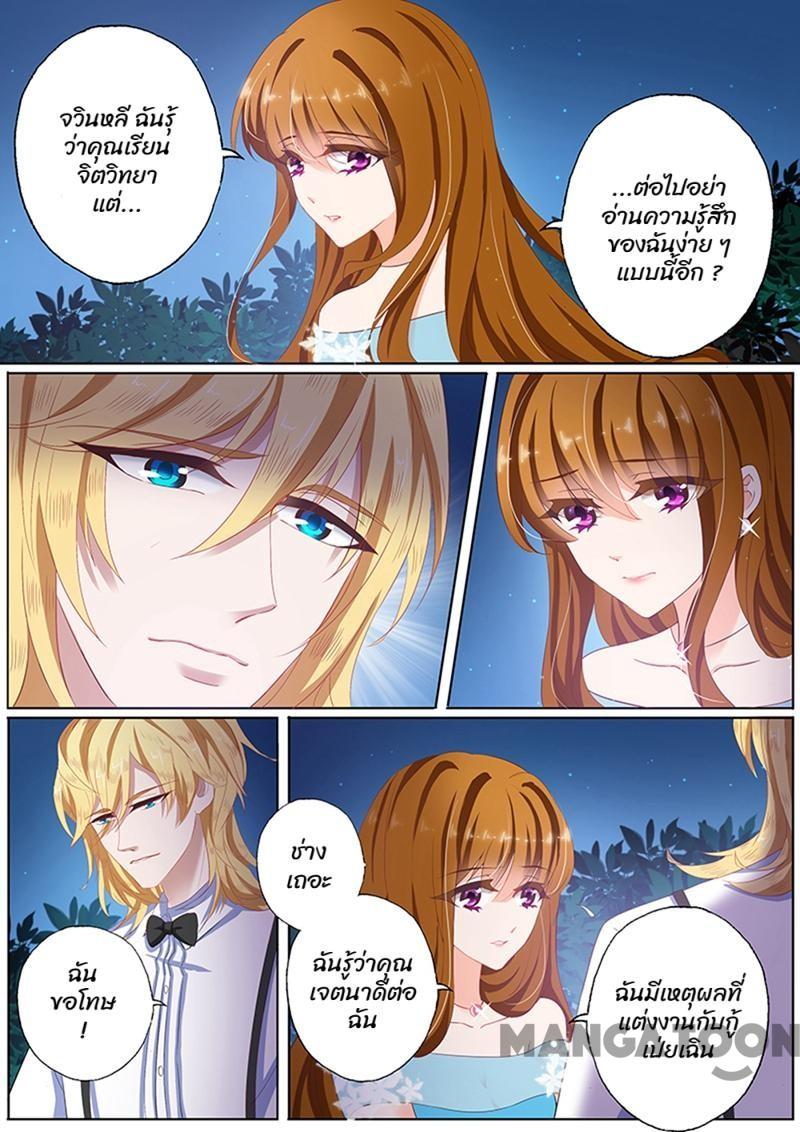 จวินหลี ฉันรู้
ว่าคุณเรียน
จิตวิทยา
แต่...
...ต่อไปอย่า
อ่านความรู้สึก
ของฉันง่าย ๆ
แบบนี้อีก ?
ฉัน
ขอโทษ
!
ช่าง
เถอะ
ฉันรู้ว่าคุณ
เจตนาดีต่อ
ฉัน
ฉันมีเหตุผลที่
แต่งงานกับกู้
เป่ยเฉิน
MANGATOON